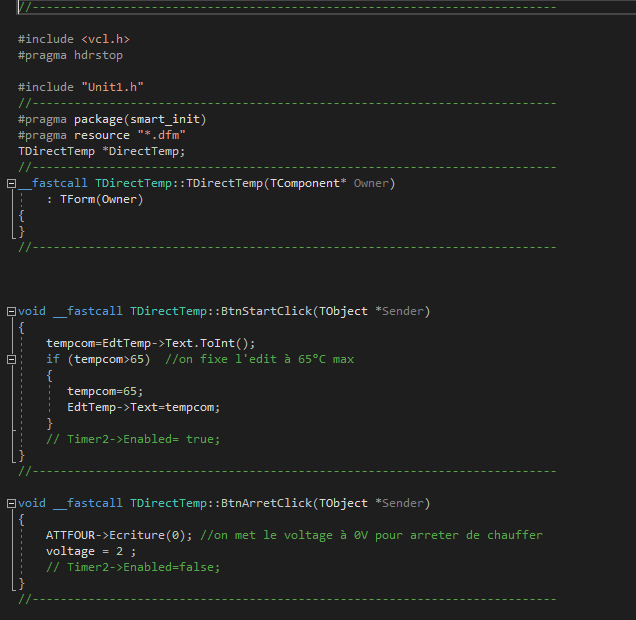 //---------------------------------------------------------------------------
#include <vcl.h>
#pragma hdrstop
#include "Unit1.h"
//---------------------------------------------------------------------------
#pragma package(smart_init)
#pragma resource "*.dfm"
TDirectTemp *DirectTemp;
//---------------------------------------------------------------------------
__fastcall TDirectTemp::TDirectTemp(TComponent* Owner)
: TForm(Owner)
{
}
//---------------------------------------------------------------------------
void __fastcall TDirectTemp::BtnStartClick(TObject *Sender)
{
tempcom=EdtTemp->Text.ToInt();
if (tempcom>65)  //on fixe l'edit à 65°C max
{
tempcom=65;
EdtTemp->Text=tempcom;
}
// Timer2->Enabled= true;
}
//---------------------------------------------------------------------------
void __fastcall TDirectTemp::BtnArretClick(TObject *Sender)
{
ATTFOUR->Ecriture(0); //on met le voltage à 0V pour arreter de chauffer
voltage = 2 ;
// Timer2->Enabled=false;
}
//---------------------------------------------------------------------------